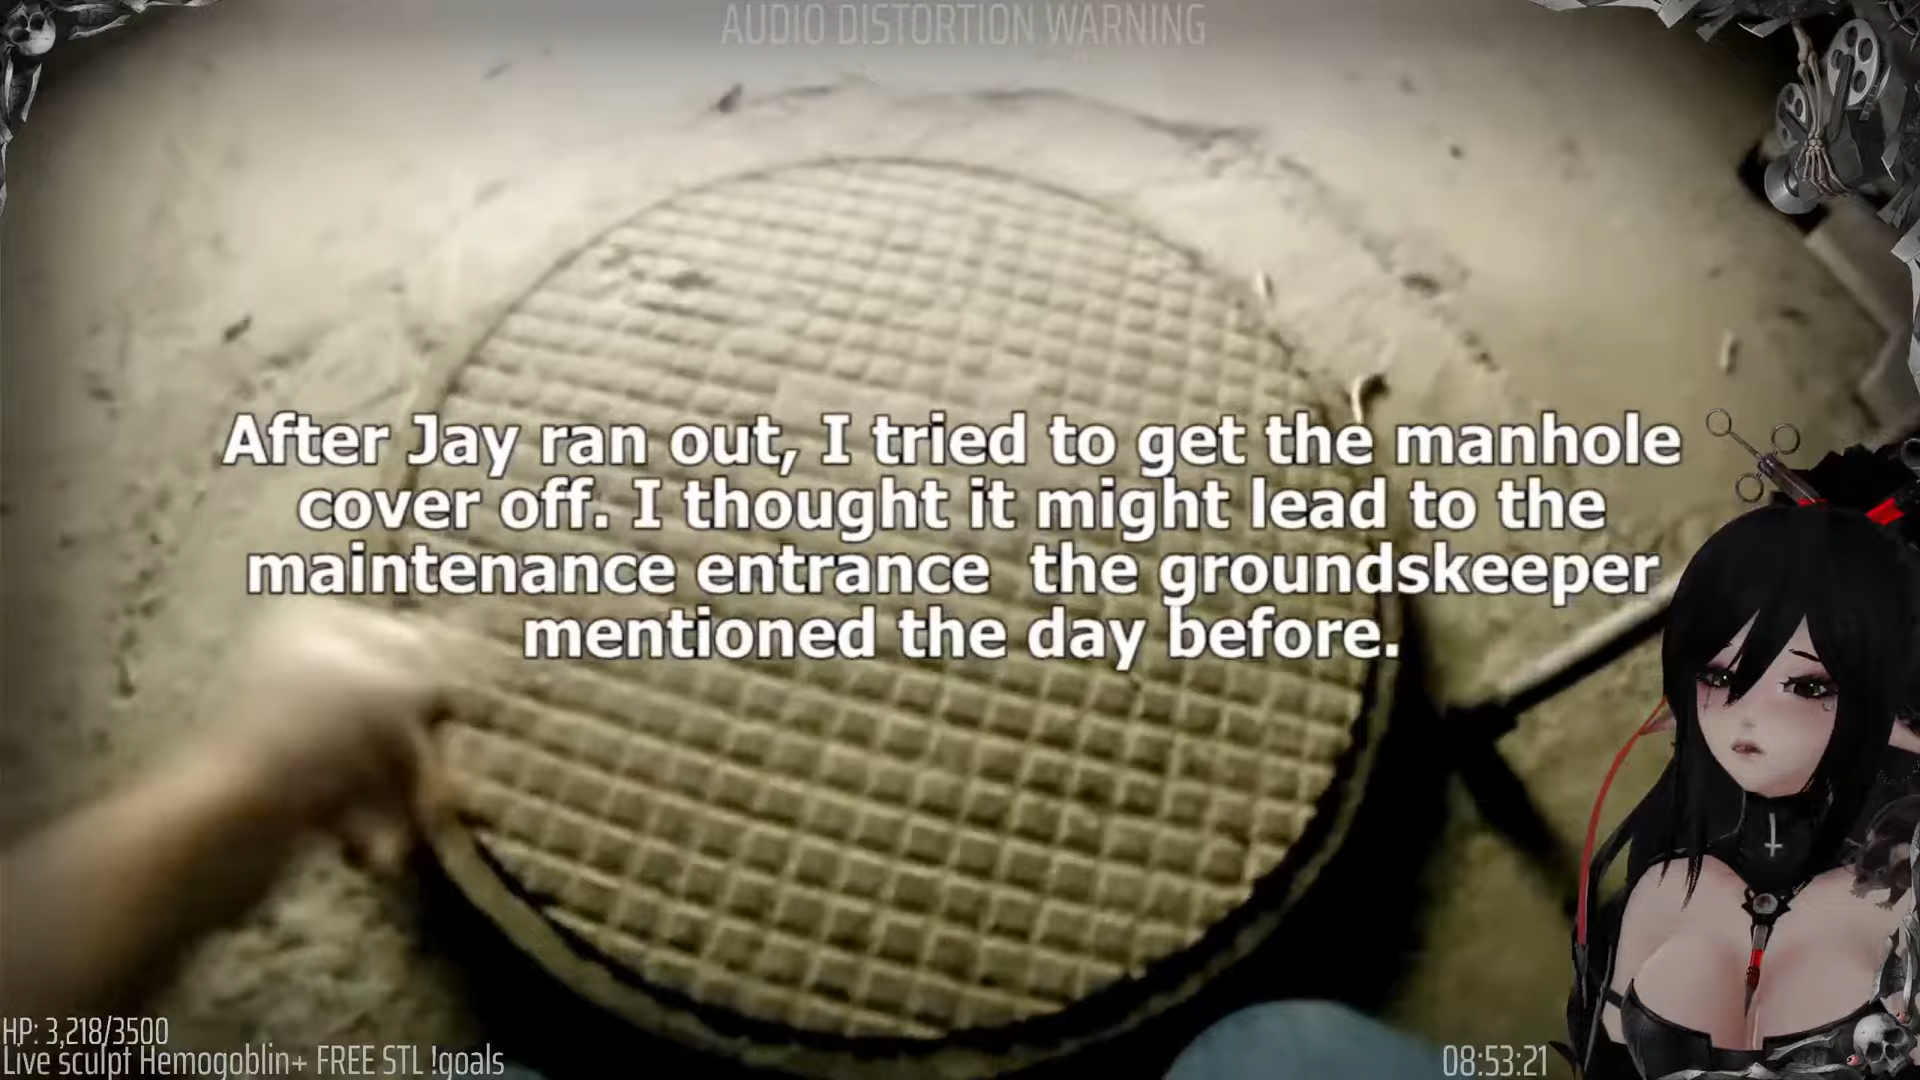 AUDIO DISTORTION WARNING
After Jay ran out, I tried to get the manhole
cover off. I thought it might lead to the
maintenance entrance  the groundskeeper
mentioned the day before.
HP: 3,218/3500
Live sculpt Hemogoblin+ FREE STL !goals
08:53:21